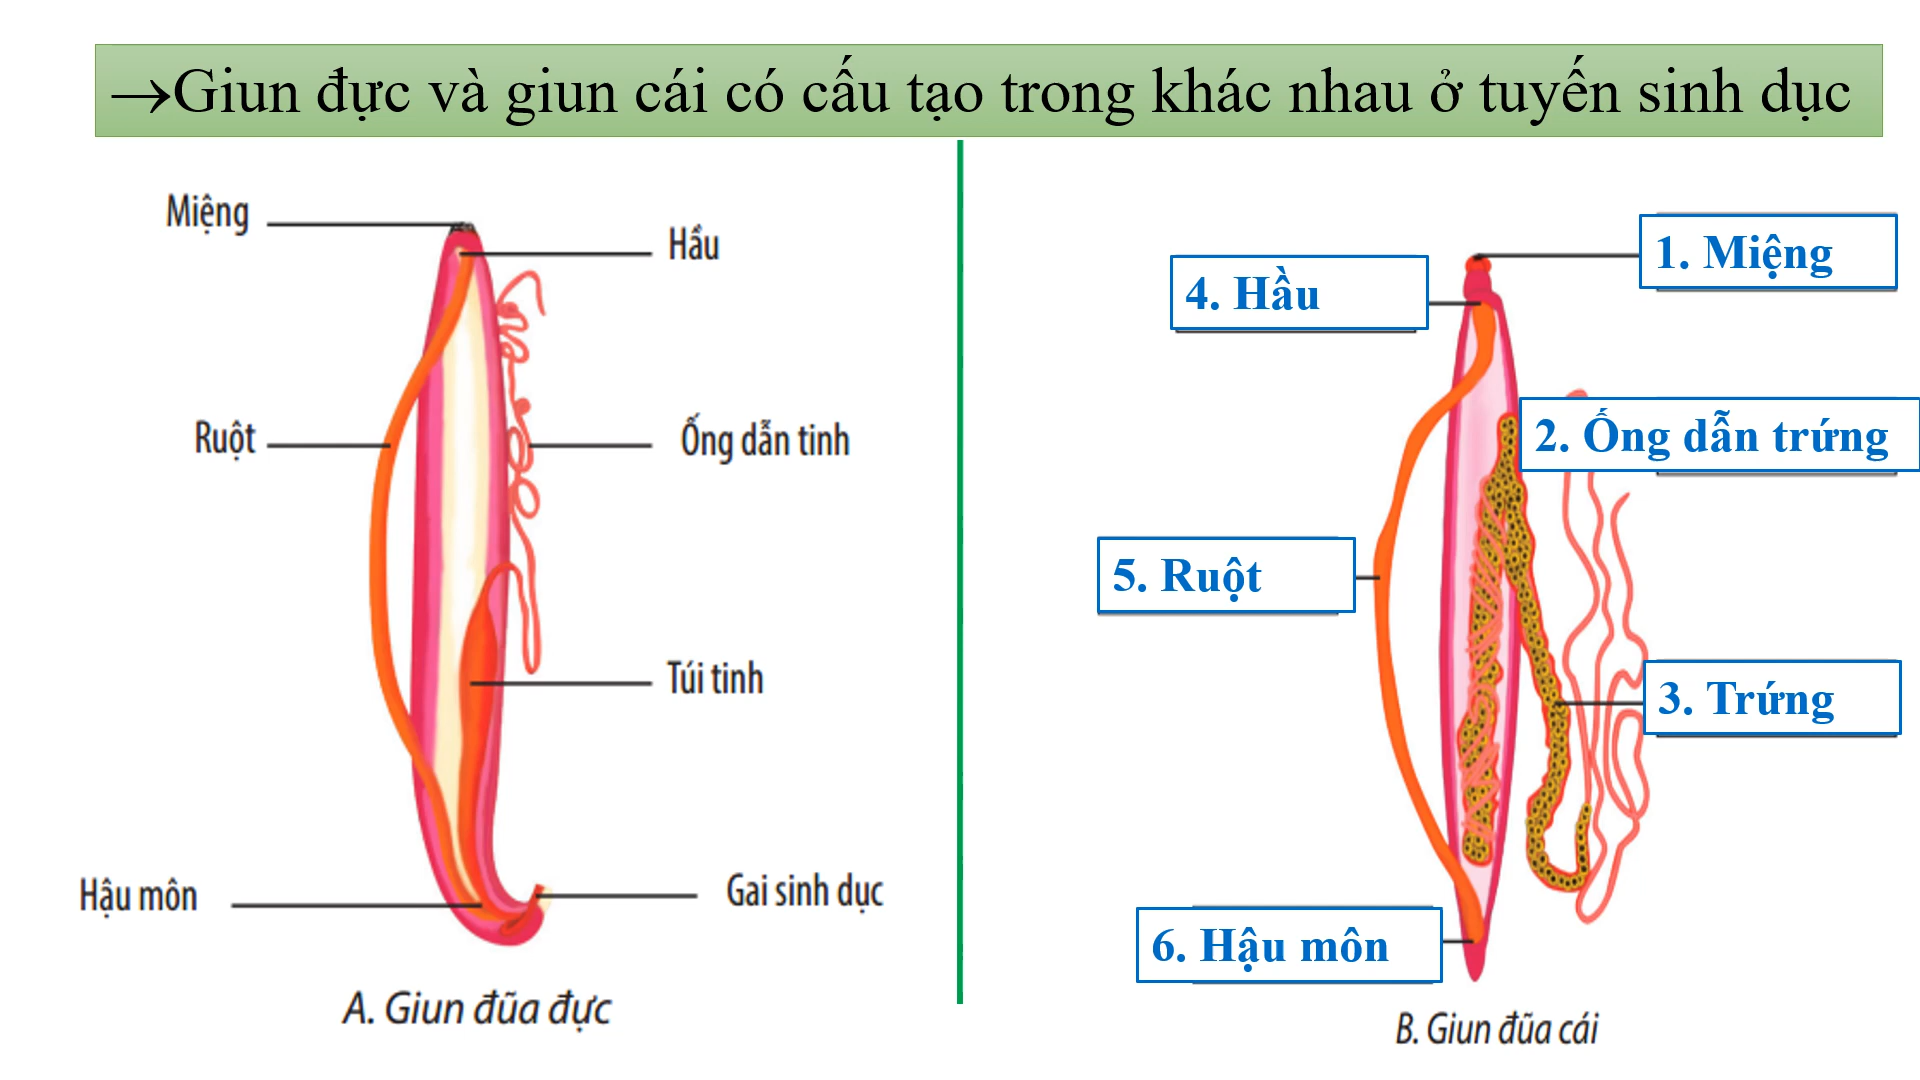 →Giun đực và giun cái có cấu tạo trong khác nhau ở tuyến sinh dục
Miệng
Hầu
Ruột
Ống dẫn tinh
Túi tinh
Hậu môn
Gai sinh dục
A. Giun đũa đực
1. Miệng
4. Hầu
2. Ống dẫn trứng
5. Ruột
3. Trứng
6. Hậu môn
B. Giun đũa cái